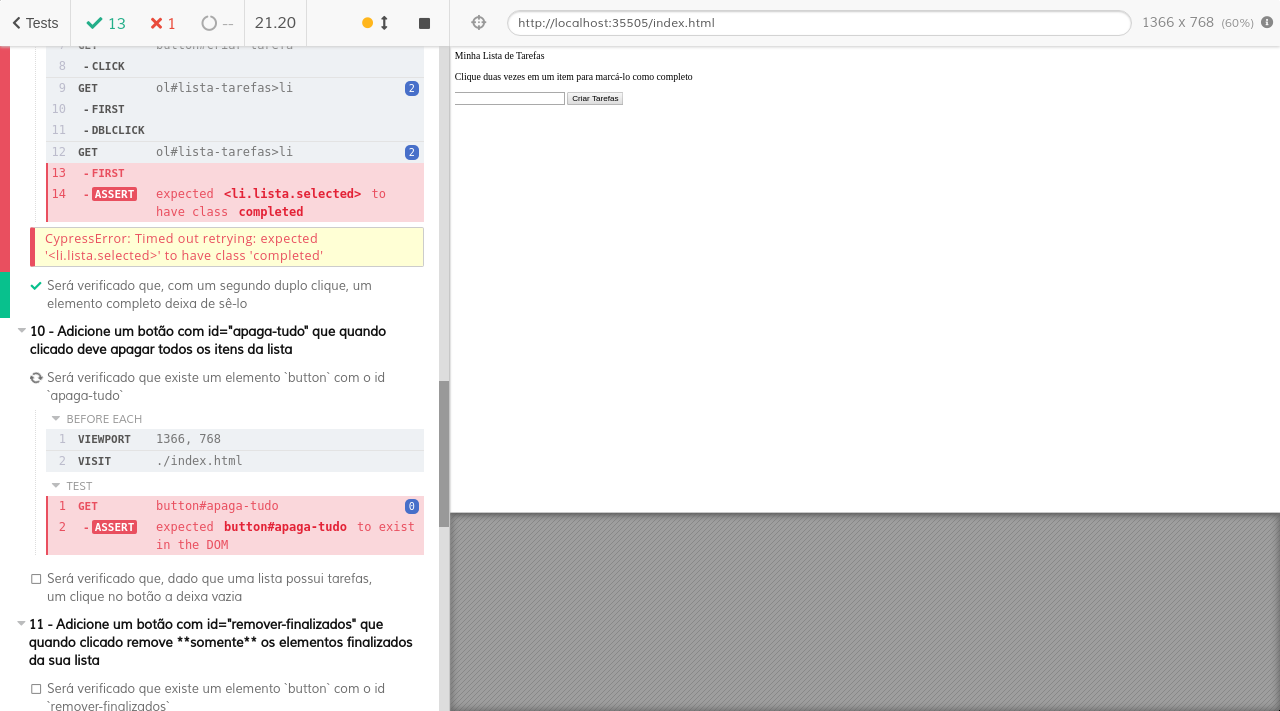 Tests
13
1
--
21.20
http://localhost:35505/index.html
1366 x 768 (60%)
7 GET button#criar-tarefa
8 - CLICK
9 GET ol#lista-tarefas>li 2
10 - FIRST
11 - DBLCLICK
12 GET ol#lista-tarefas>li 2
13 - FIRST
14 - ASSERT expected <li.lista.selected> to
have class completed
CypressError: Timed out retrying: expected
'<li.lista.selected>' to have class 'completed'
Será verificado que, com um segundo duplo clique, um
elemento completo deixa de sê-lo
10 - Adicione um botão com id="apaga-tudo" que quando
clicado deve apagar todos os itens da lista
Será verificado que existe um elemento `button` com o id
`apaga-tudo`
BEFORE EACH
1 VIEWPORT 1366, 768
2 VISIT ./index.html
TEST
1 GET button#apaga-tudo 0
2 - ASSERT expected button#apaga-tudo to exist
in the DOM
Será verificado que, dado que uma lista possui tarefas,
um clique no botão a deixa vazia
11 - Adicione um botão com id="remover-finalizados" que
quando clicado remove **somente** os elementos finalizados
da sua lista
Será verificado que existe um elemento `button` com o id
`remover-finalizados`
Minha Lista de Tarefas
Clique duas vezes em um item para marcá-lo como completo
Criar Tarefas